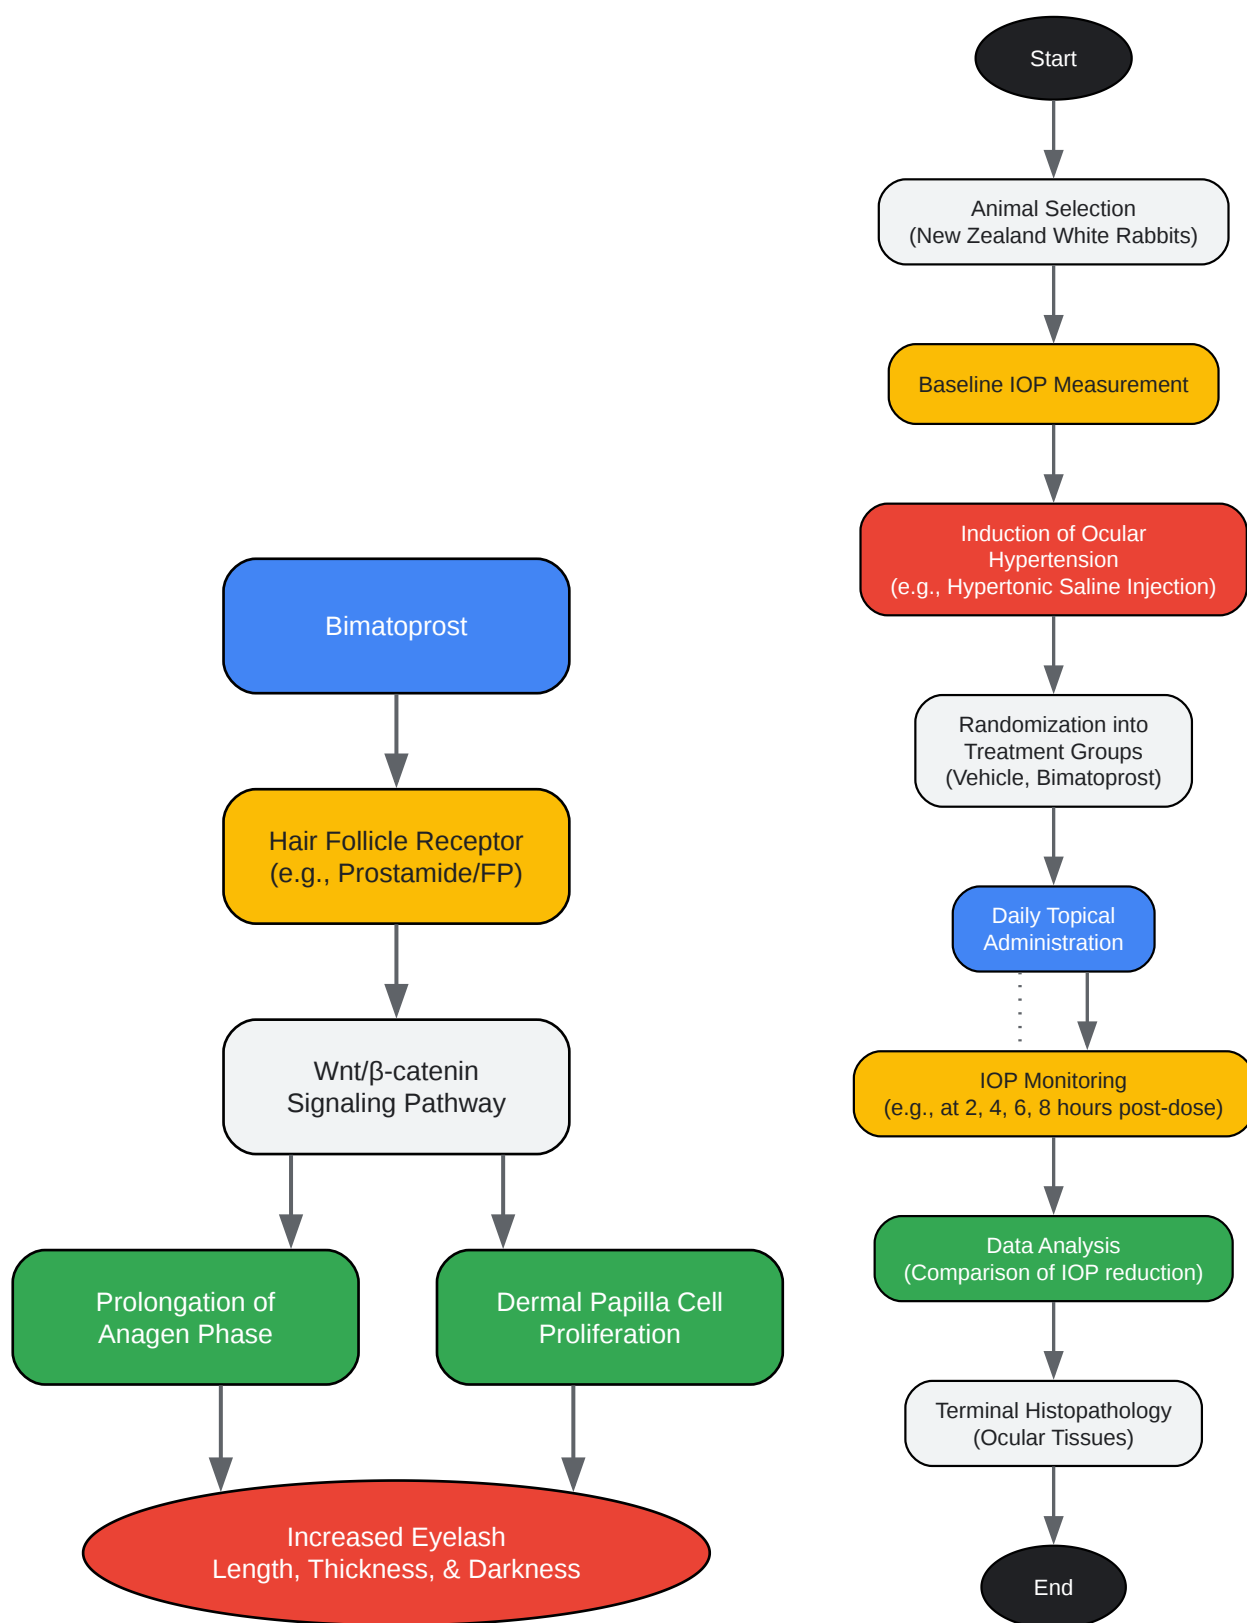 Bimatoprost
Hair Follicle Receptor
(e.g., Prostamide/FP)
Wnt/β-catenin
Signaling Pathway
Prolongation of
Anagen Phase
Dermal Papilla Cell
Proliferation
Increased Eyelash
Length, Thickness, & Darkness
Start
Animal Selection
(New Zealand White Rabbits)
Baseline IOP Measurement
Induction of Ocular
Hypertension
(e.g., Hypertonic Saline Injection)
Randomization into
Treatment Groups
(Vehicle, Bimatoprost)
Daily Topical
Administration
IOP Monitoring
(e.g., at 2, 4, 6, 8 hours post-dose)
Data Analysis
(Comparison of IOP reduction)
Terminal Histopathology
(Ocular Tissues)
End